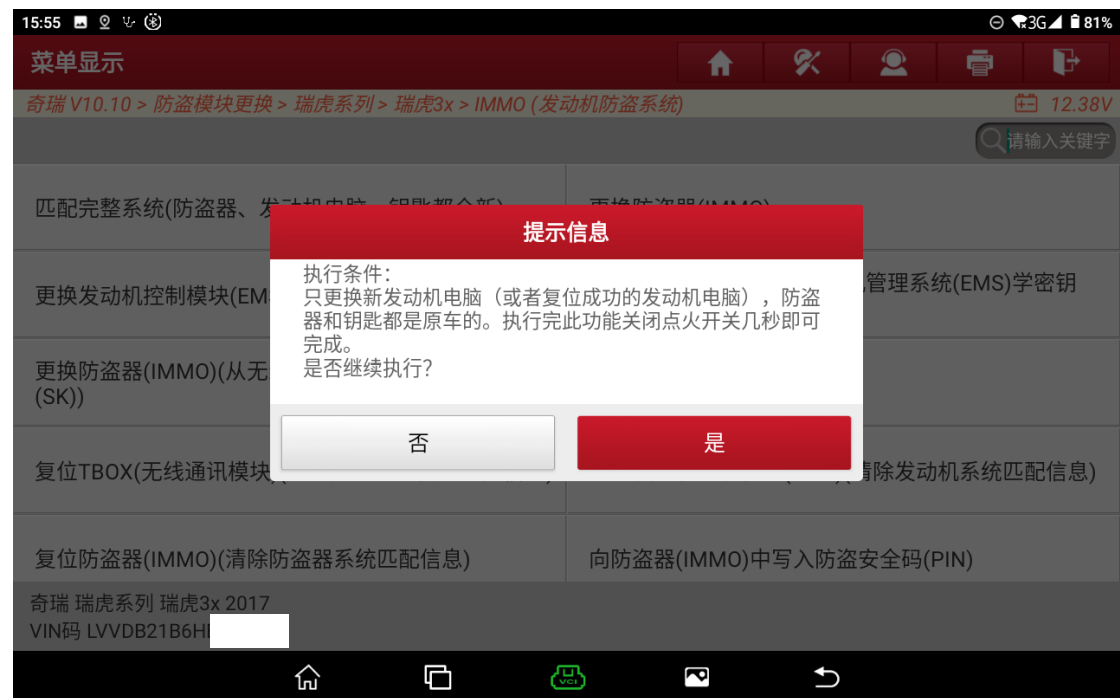 15:55
3G 81%
菜单显示
奇瑞 V10.10 > 防盗模块更换 > 瑞虎系列 > 瑞虎3x > IMMO (发动机防盗系统)
12.38V
请输入关键字
匹配完整系统(防盗器、发动机电脑、钥匙都全新)
更换防盗器(IMMO)
提示信息
执行条件：
只更换新发动机电脑（或者复位成功的发动机电脑），防盗
器和钥匙都是原车的。执行完此功能关闭点火开关几秒即可
完成。
是否继续执行？
否
是
更换发动机控制模块(EM
管理系统(EMS)学密钥
更换防盗器(IMMO)(从无
(SK))
复位TBOX(无线通讯模块)
清除发动机系统匹配信息)
复位防盗器(IMMO)(清除防盗器系统匹配信息)
向防盗器(IMMO)中写入防盗安全码(PIN)
奇瑞 瑞虎系列 瑞虎3x 2017
VIN码 LVVDB21B6H
VCI